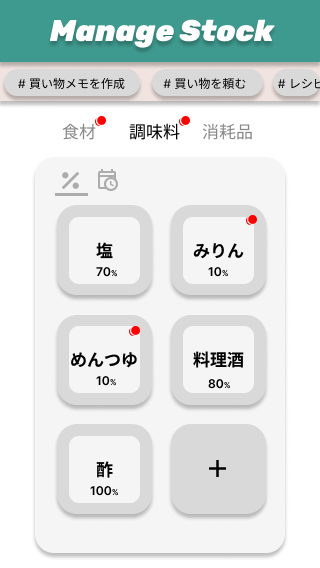 Manage Stock
# 買い物メモを作成 # 買い物を頼む # レシピ
食材 調味料 消耗品
塩 みりん
70% 10%
めんつゆ 料理酒
10% 80%
酢 +
100%